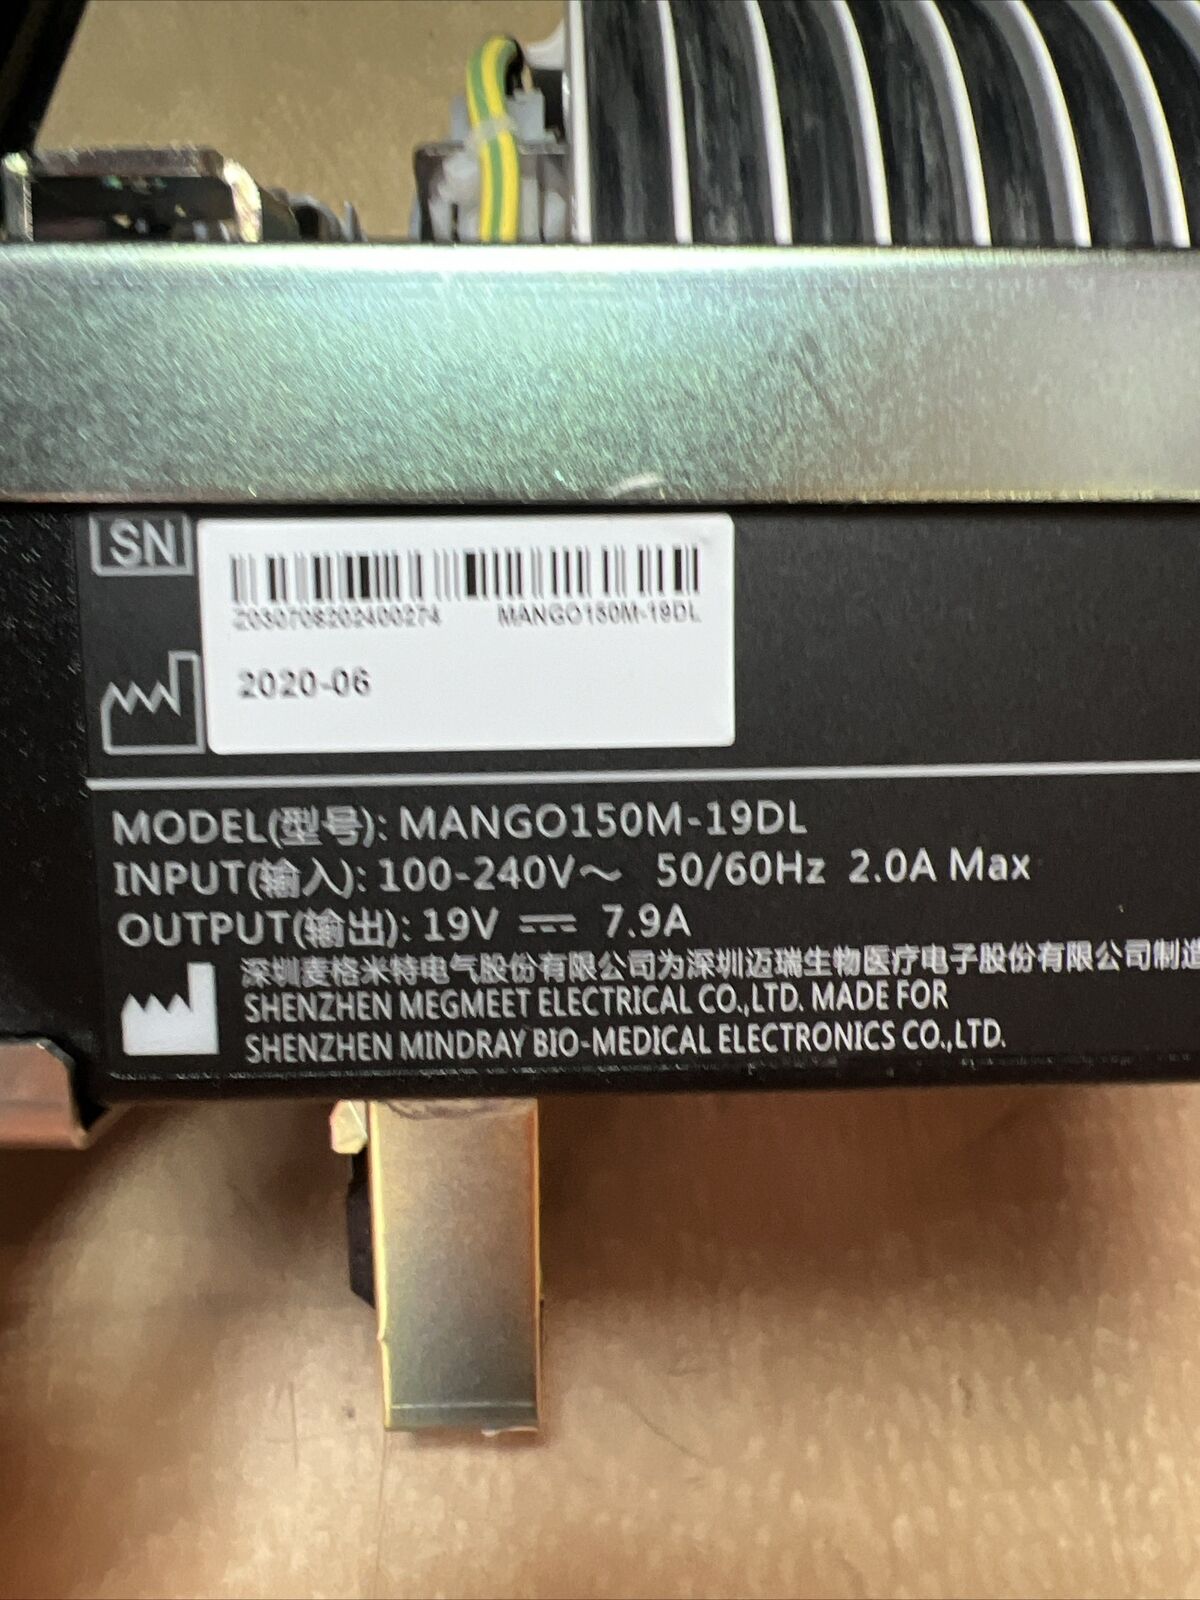 SN
Z030708202400274 MANGO150M-19DL
2020-06
MODEL(型号): MANGO150M-19DL
INPUT(输入): 100-240V～ 50/60Hz 2.0A Max
OUTPUT(输出): 19V ⎓ 7.9A
深圳麦格米特电气股份有限公司为深圳迈瑞生物医疗电子股份有限公司制造
SHENZHEN MEGMEET ELECTRICAL CO.,LTD. MADE FOR
SHENZHEN MINDRAY BIO-MEDICAL ELECTRONICS CO.,LTD.